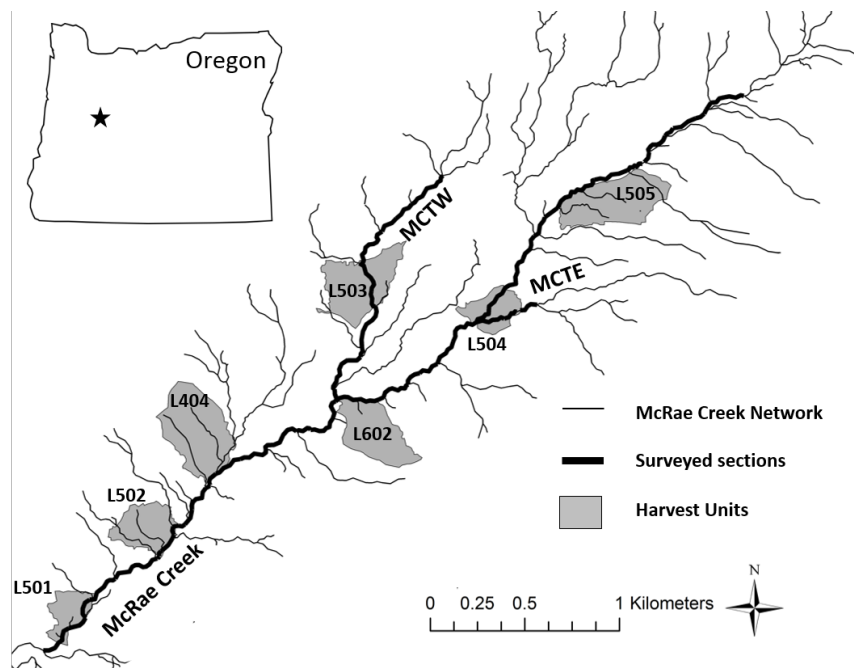 Oregon
MCTW
L505
L503
MCTE
L504
L404
McRae Creek Network
L602
Surveyed sections
L502
Harvest Units
McRae Creek
L501
N
0 0.25 0.5 1 Kilometers